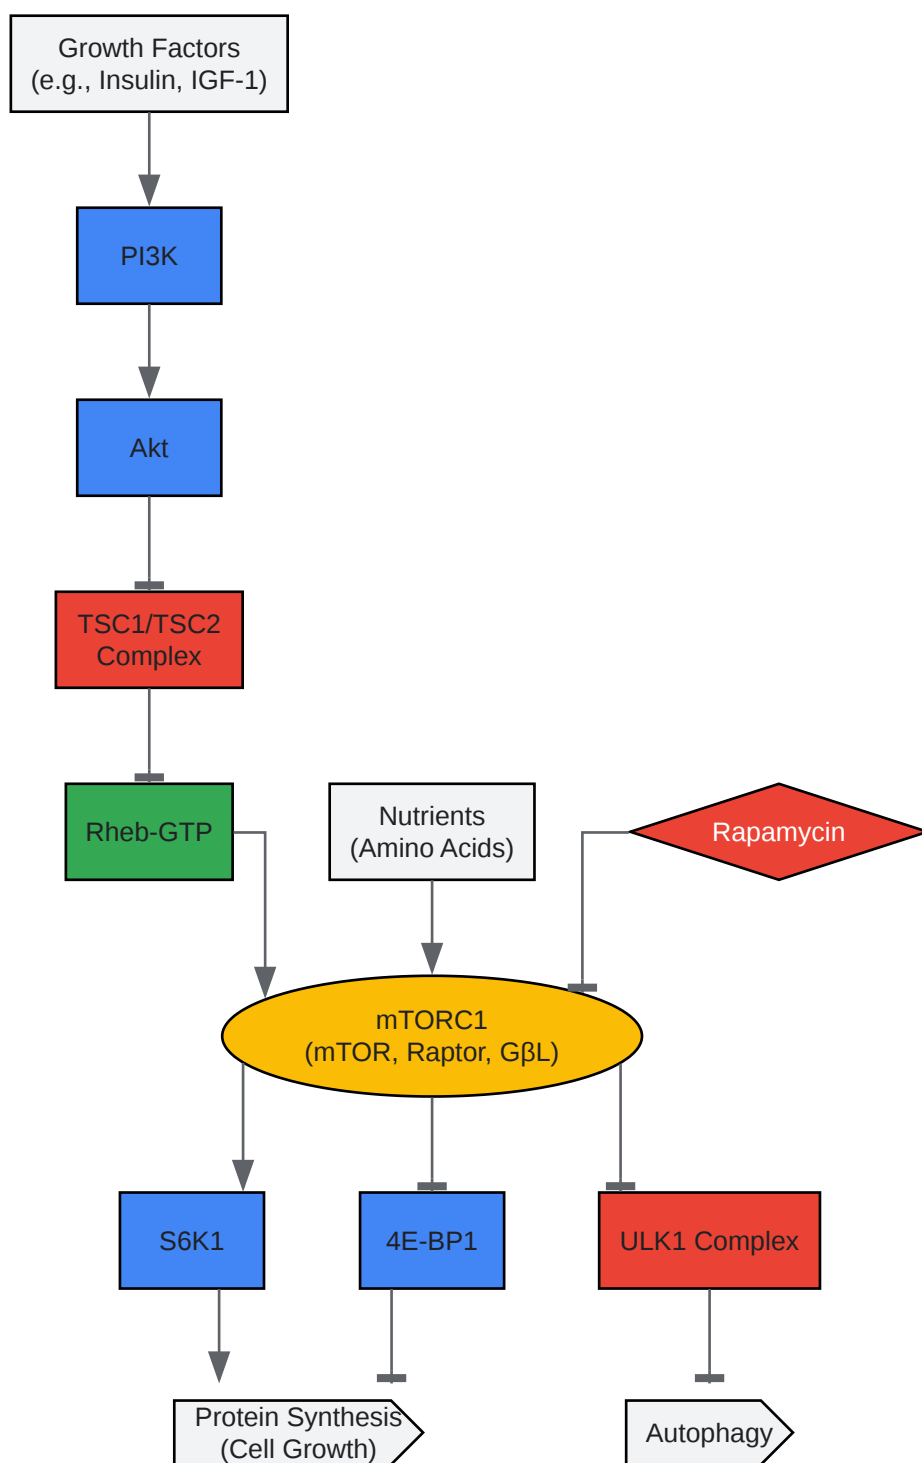 Growth Factors
(e.g., Insulin, IGF-1)
PI3K
Akt
TSC1/TSC2
Complex
Rheb-GTP
Nutrients
(Amino Acids)
Rapamycin
mTORC1
(mTOR, Raptor, GβL)
S6K1
4E-BP1
ULK1 Complex
Protein Synthesis
(Cell Growth)
Autophagy